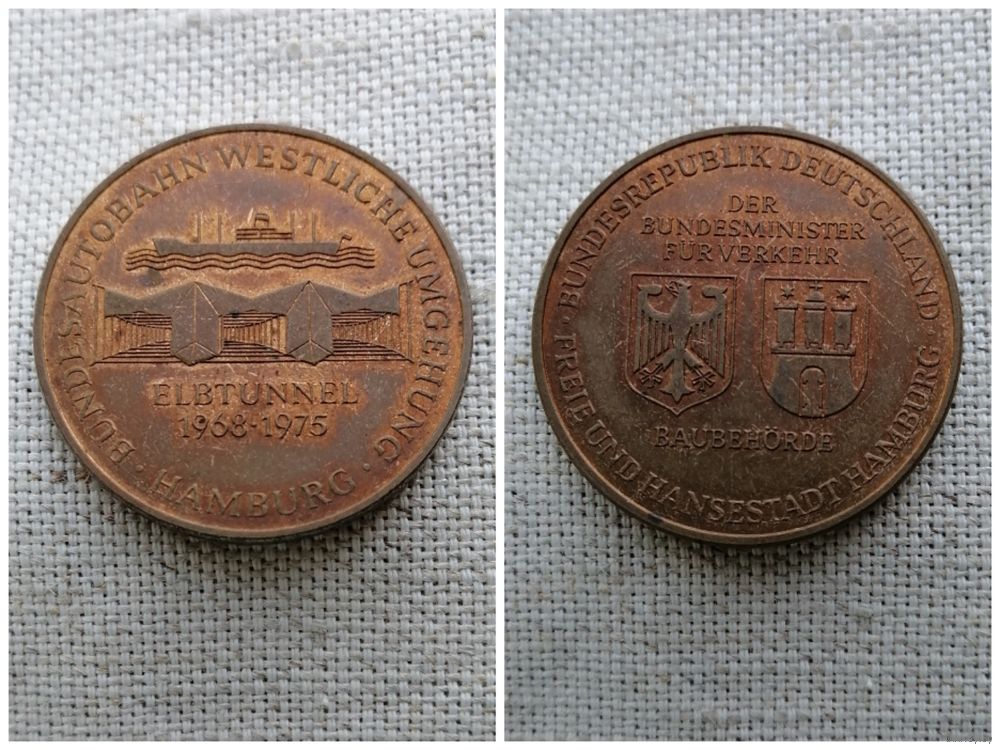 BUNDESAUTOBAHN WESTLICHE UMGEHUNG · HAMBURG ·
ELBTUNNEL
1968·1975
· BUNDESREPUBLIK DEUTSCHLAND ·
DER
BUNDESMINISTER
FÜR VERKEHR
BAUBEHÖRDE
FREIE UND HANSESTADT HAMBURG